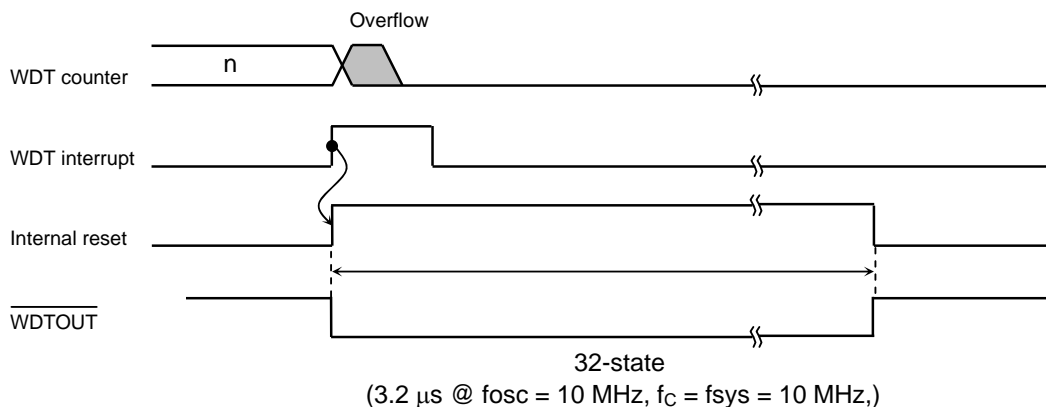 Overflow
WDT counter
n
WDT interrupt
Internal reset
WDTOUT
32-state
(3.2 μs @ fosc = 10 MHz, fC = fsys = 10 MHz,)